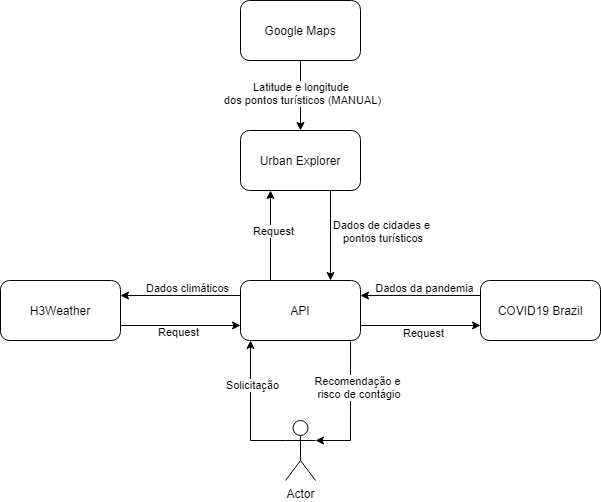 Google Maps
Latitude e longitude
dos pontos turísticos (MANUAL)
Urban Explorer
Request
Dados de cidades e
pontos turísticos
Dados climáticos
Dados da pandemia
H3Weather
API
COVID19 Brazil
Request
Request
Solicitação
Recomendação e
risco de contágio
Actor